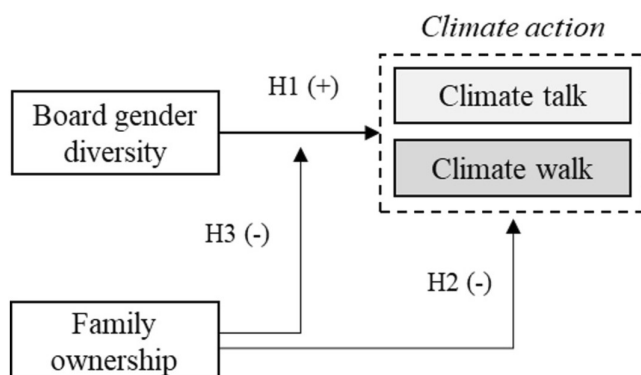 Climate action
H1 (+)
Climate talk
Board gender
diversity
Climate walk
H3 (-)
H2 (-)
Family
ownership